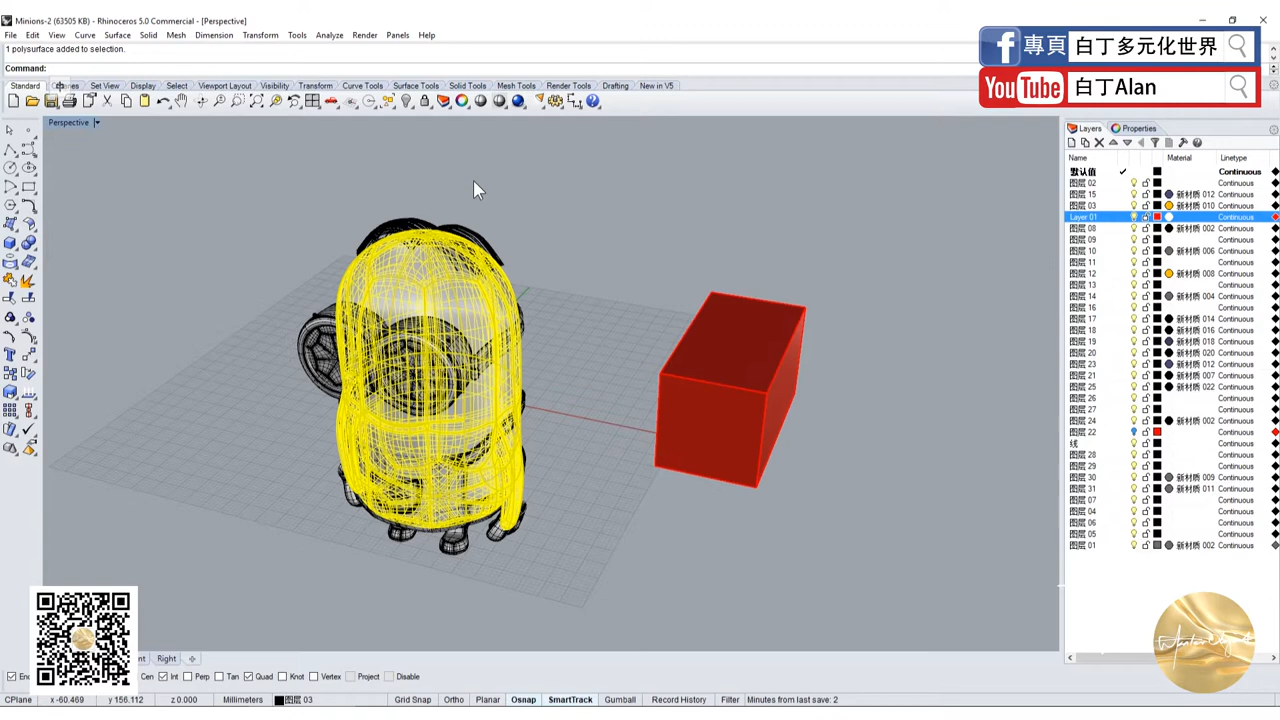 Minions-2 (63505 KB) - Rhinoceros 5.0 Commercial - [Perspective]
File Edit View Curve Surface Solid Mesh Dimension Transform Tools Analyze Render Panels Help
1 polysurface added to selection.
Command:
專頁 白丁多元化世界
YouTube 白丁Alan
Standard Set View Display Select Viewport Layout Visibility Transform Curve Tools Surface Tools Solid Tools Mesh Tools Render Tools Drafting New in V5
Perspective
Layers Properties
Name Material Linetype
默认值 Continuous
图层 02 Continuous
图层 15 新材质 012 Continuous
图层 03 新材质 010 Continuous
Layer 01 Continuous
图层 08 新材质 002 Continuous
图层 09 Continuous
图层 10 新材质 006 Continuous
图层 11 Continuous
图层 12 新材质 008 Continuous
图层 13 Continuous
图层 14 新材质 004 Continuous
图层 16 Continuous
图层 17 新材质 014 Continuous
图层 18 新材质 016 Continuous
图层 19 新材质 018 Continuous
图层 20 新材质 020 Continuous
图层 23 新材质 012 Continuous
图层 21 新材质 007 Continuous
图层 25 新材质 022 Continuous
图层 26 Continuous
图层 27 Continuous
图层 24 新材质 002 Continuous
图层 22 Continuous
线 Continuous
图层 28 Continuous
图层 29 Continuous
图层 30 新材质 009 Continuous
图层 31 新材质 011 Continuous
图层 07 Continuous
图层 04 Continuous
图层 06 Continuous
图层 05 Continuous
图层 01 新材质 002 Continuous
Right
Cen Int Perp Tan Quad Knot Vertex Project Disable
CPlane x -60.469 y 156.112 z 0.000 Millimeters 图层 03 Grid Snap Ortho Planar Osnap SmartTrack Gumball Record History Filter Minutes from last save: 2